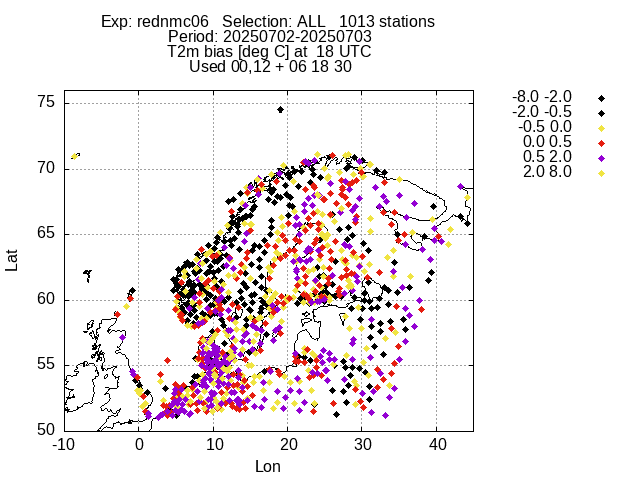 Exp: rednmc06   Selection: ALL   1013 stations
Period: 20250702-20250703
T2m bias [deg C] at  18 UTC
Used 00,12 + 06 18 30
-8.0 -2.0
-2.0 -0.5
-0.5 0.0
0.0 0.5
0.5 2.0
2.0 8.0
75
70
65
60
55
50
Lat
-10 0 10 20 30 40
Lon